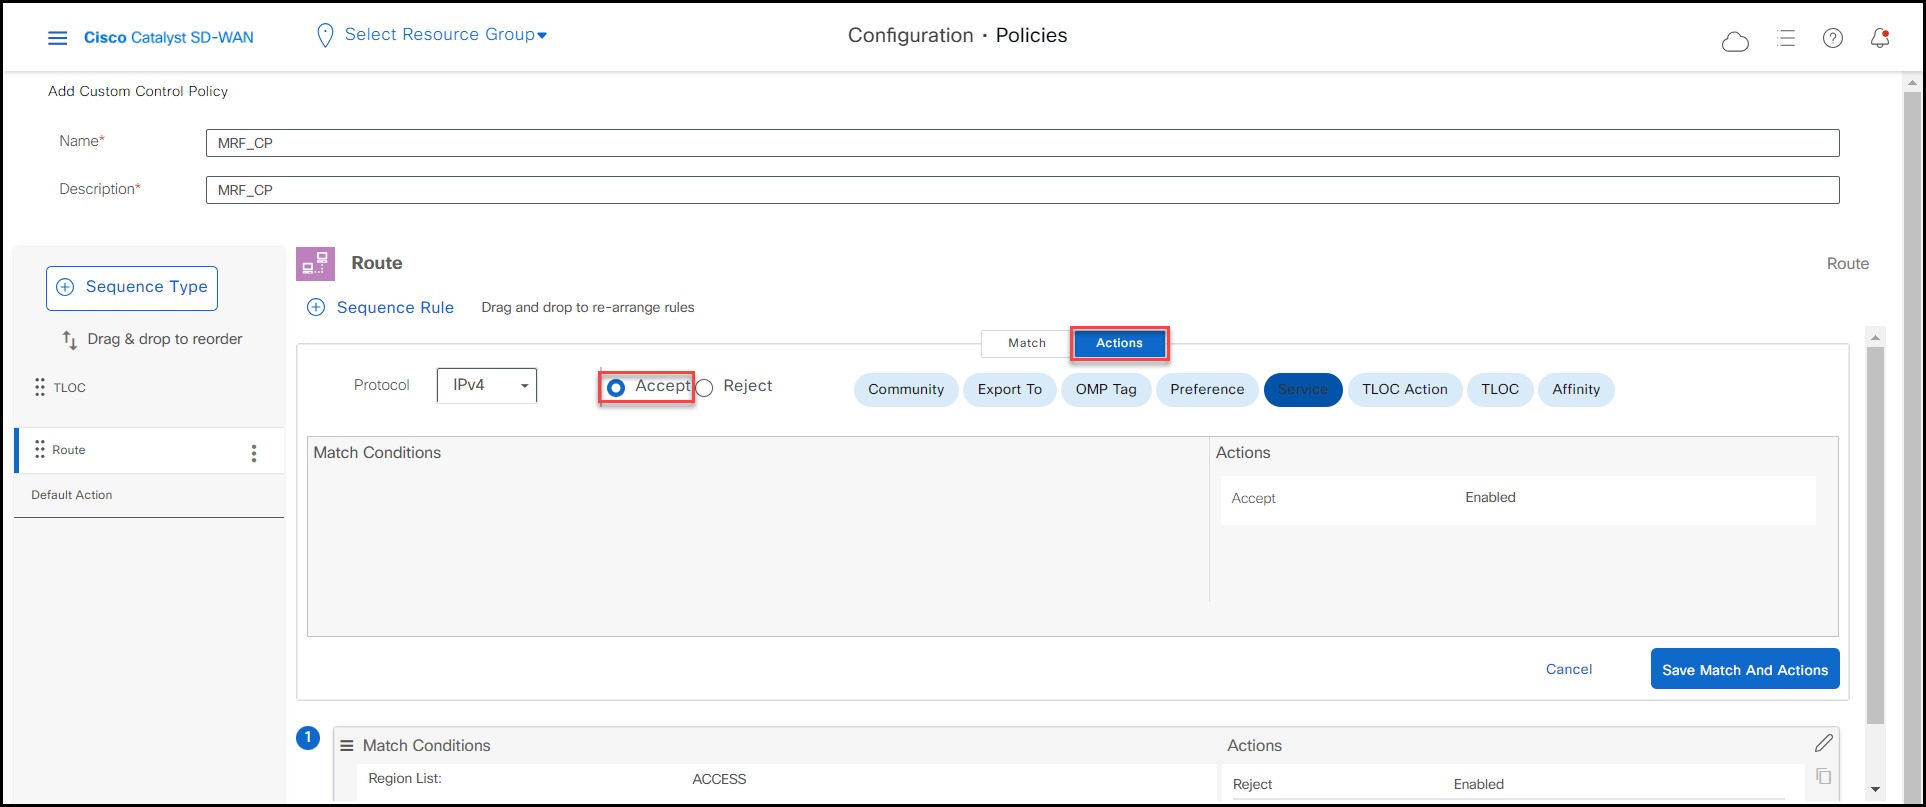 Cisco Catalyst SD-WAN
Select Resource Group
Configuration · Policies
Add Custom Control Policy
Name*
MRF_CP
Description*
MRF_CP
Sequence Type
Drag & drop to reorder
TLOC
Route
Default Action
Route
Route
Sequence Rule
Drag and drop to re-arrange rules
Match
Actions
Protocol
IPv4
Accept
Reject
Community
Export To
OMP Tag
Preference
Service
TLOC Action
TLOC
Affinity
Match Conditions
Actions
Accept
Enabled
Cancel
Save Match And Actions
1
Match Conditions
Actions
Region List:
ACCESS
Reject
Enabled